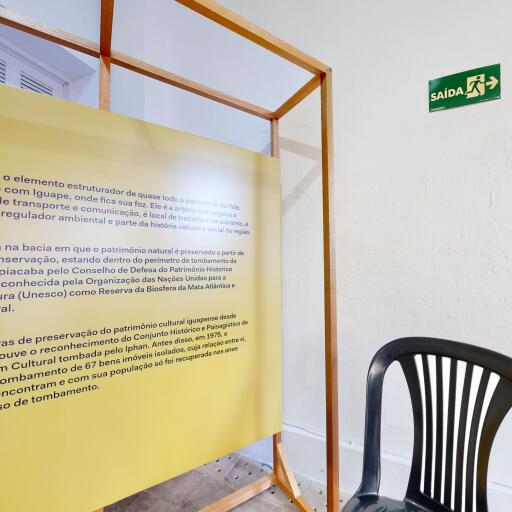 o elemento estruturador de quase todo o patrimônio do Vale.
com Iguape, onde fica sua foz. Ele é a artéria que oxigena e
de transporte e comunicação, é local de trabalho e de sustento, é
regulador ambiental e parte da história natural e social da região.
na bacia em que o patrimônio natural é preservado a partir de
nservação, estando dentro do perímetro de tombamento da
piacaba pelo Conselho de Defesa do Patrimônio Histórico
conhecida pela Organização das Nações Unidas para a
ura (Unesco) como Reserva da Biosfera da Mata Atlântica e
ral.
vas de preservação do patrimônio cultural iguapense desde
ouve o reconhecimento do Conjunto Histórico e Paisagístico de
m Cultural tombada pelo Iphan. Antes disso, em 1975, o
ombamento de 67 bens imóveis isolados, cuja relação entre si,
encontram e com sua população só foi recuperada nos anos
so de tombamento.
SAÍDA